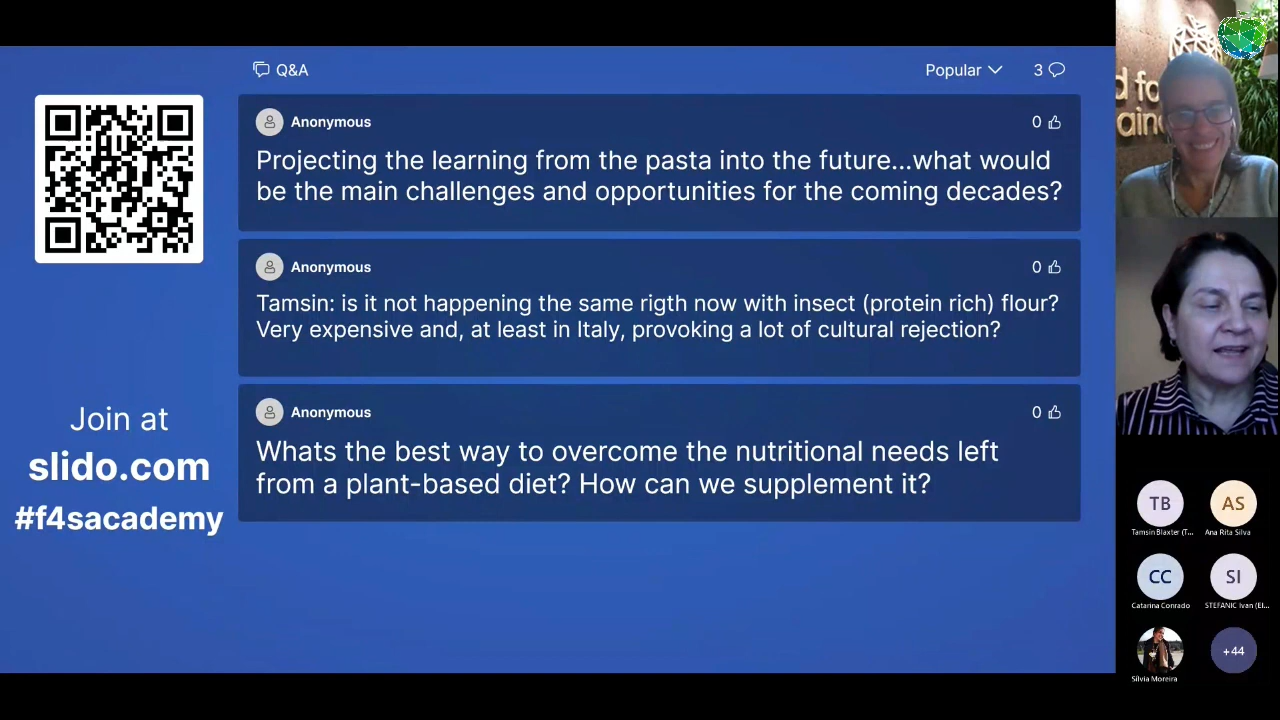 Q&A
Popular
3
Anonymous
0
Projecting the learning from the pasta into the future...what would
be the main challenges and opportunities for the coming decades?
Anonymous
0
Tamsin: is it not happening the same rigth now with insect (protein rich) flour?
Very expensive and, at least in Italy, provoking a lot of cultural rejection?
Anonymous
0
Whats the best way to overcome the nutritional needs left
from a plant-based diet? How can we supplement it?
Join at
slido.com
#f4sacademy
TB
Tamsin Blaxter (T...
AS
Ana Rita Silva
CC
Catarina Conrado
SI
STEFANIC Ivan (EI...
Sílvia Moreira
+44